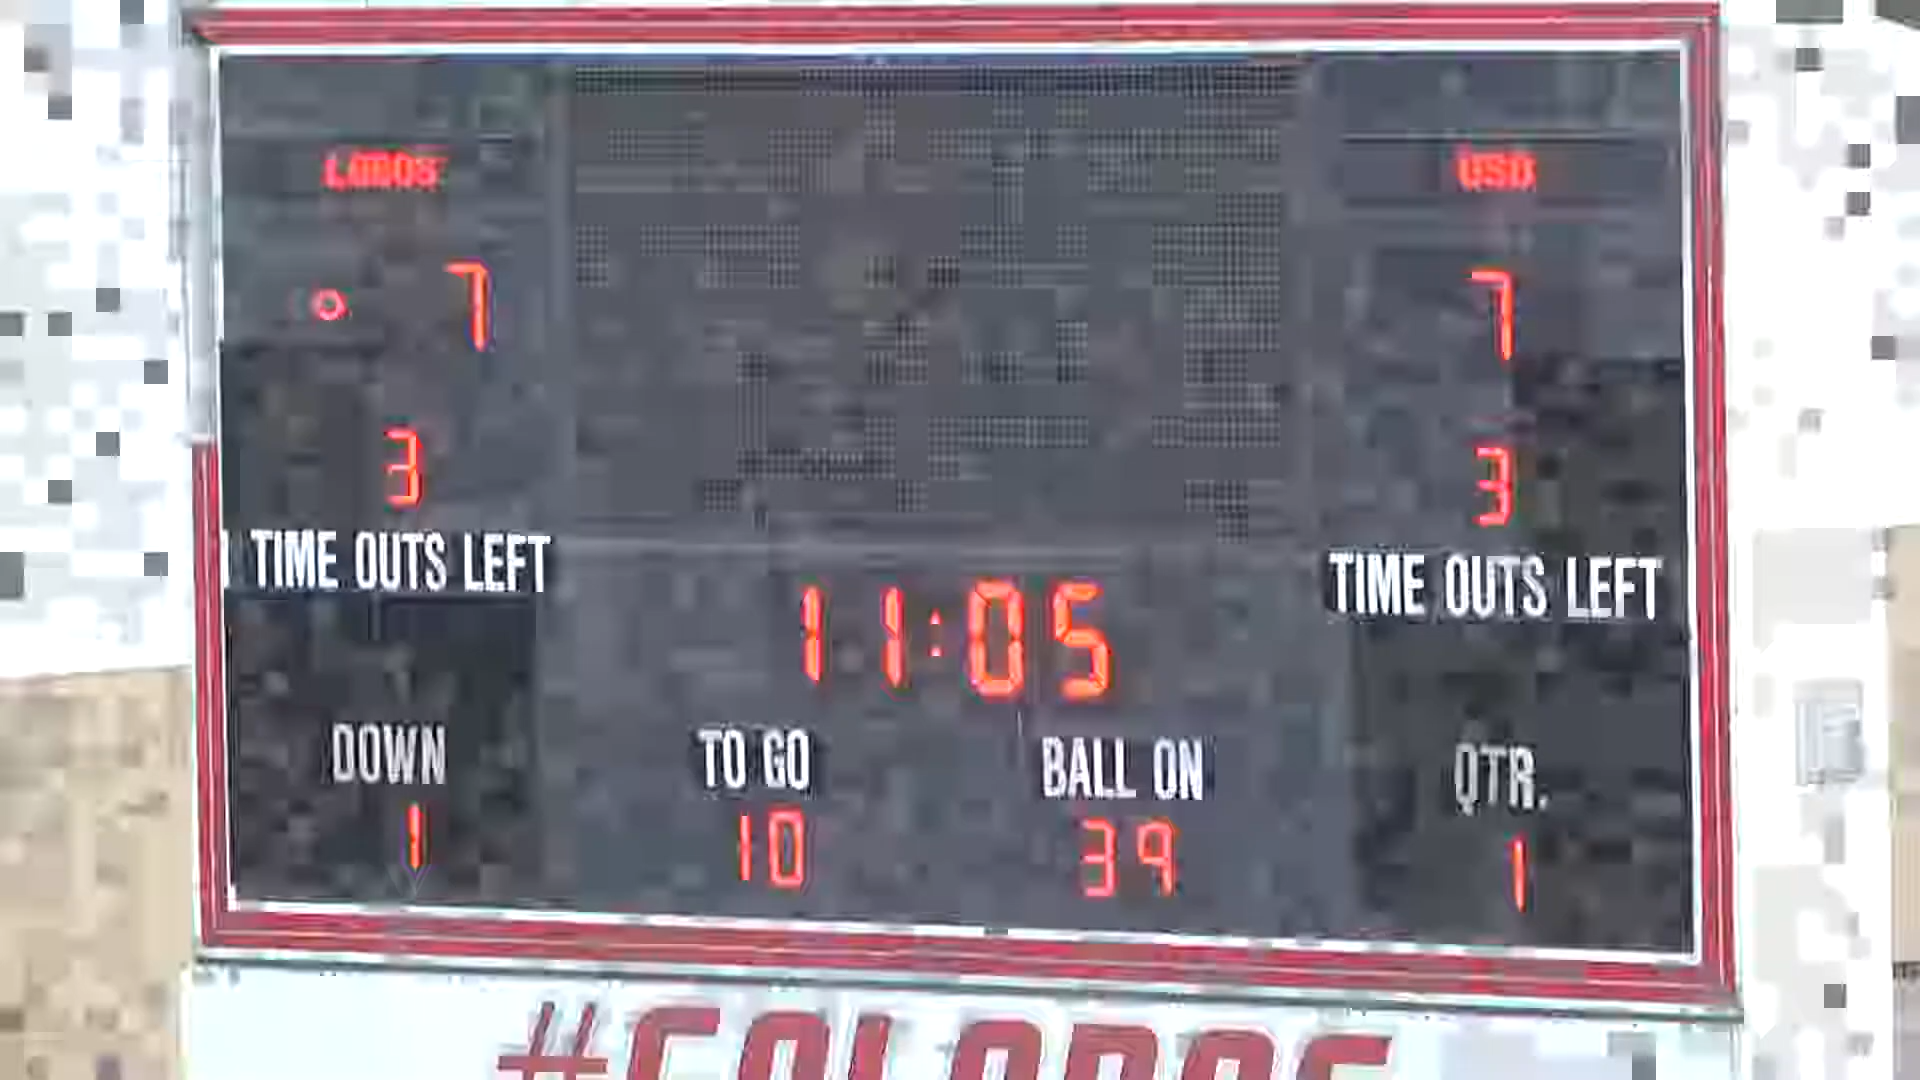 LOBOS
USD
7
7
3
3
TIME OUTS LEFT
TIME OUTS LEFT
11:05
DOWN
TO GO
BALL ON
QTR.
1
10
39
1
#GOLOBOS